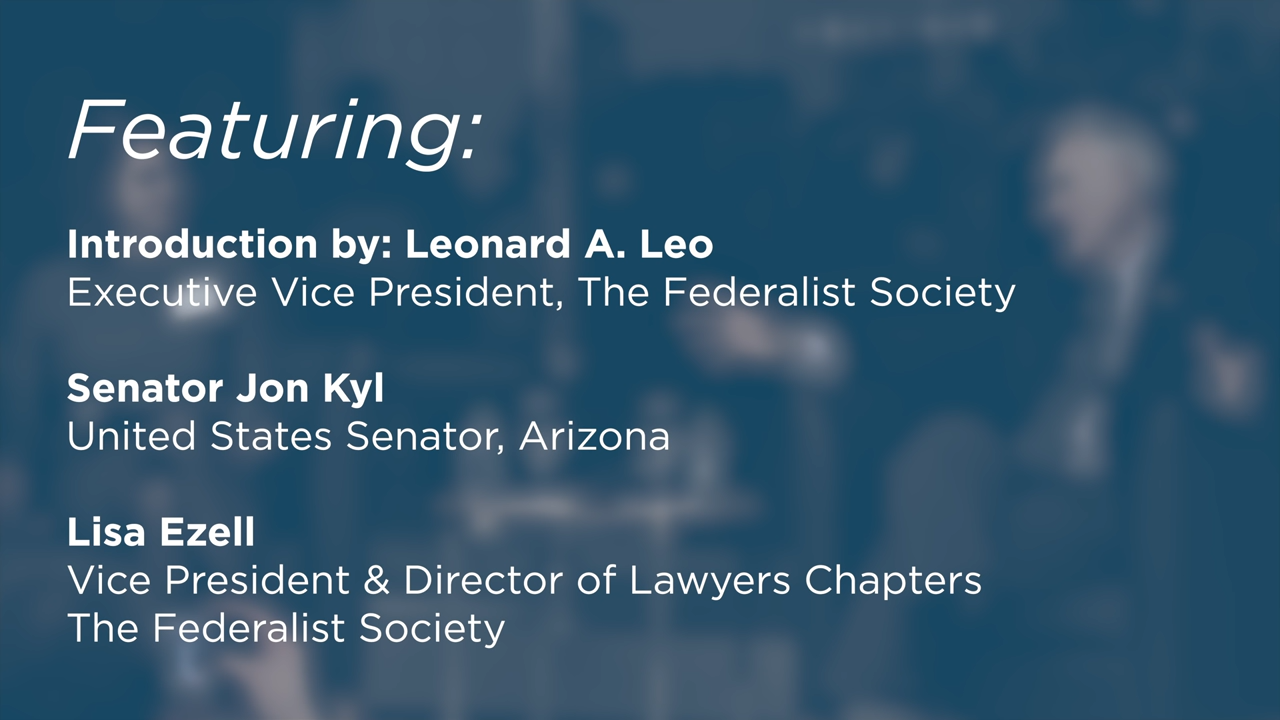 Featuring:
Introduction by: Leonard A. Leo
Executive Vice President, The Federalist Society
Senator Jon Kyl
United States Senator, Arizona
Lisa Ezell
Vice President & Director of Lawyers Chapters
The Federalist Society